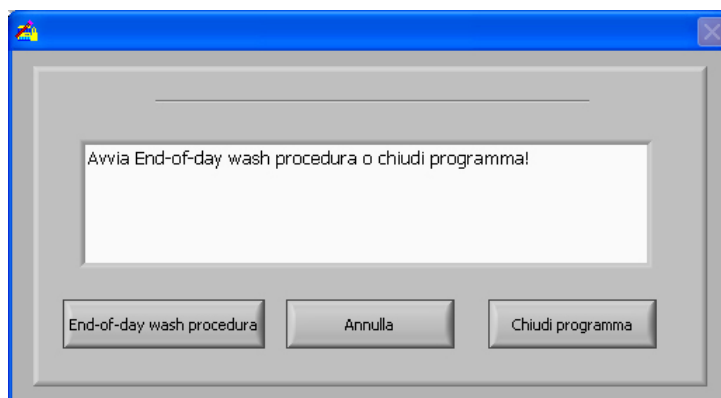 Avvia End-of-day wash procedura o chiudi programma!
End-of-day wash procedura
Annulla
Chiudi programma